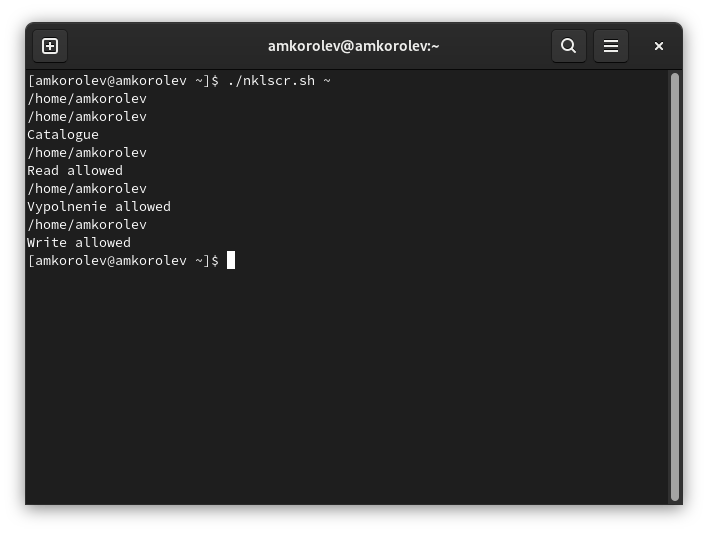 amkorolev@amkorolev:~
[amkorolev@amkorolev ~]$ ./nklscr.sh ~
/home/amkorolev
/home/amkorolev
Catalogue
/home/amkorolev
Read allowed
/home/amkorolev
Vypolnenie allowed
/home/amkorolev
Write allowed
[amkorolev@amkorolev ~]$